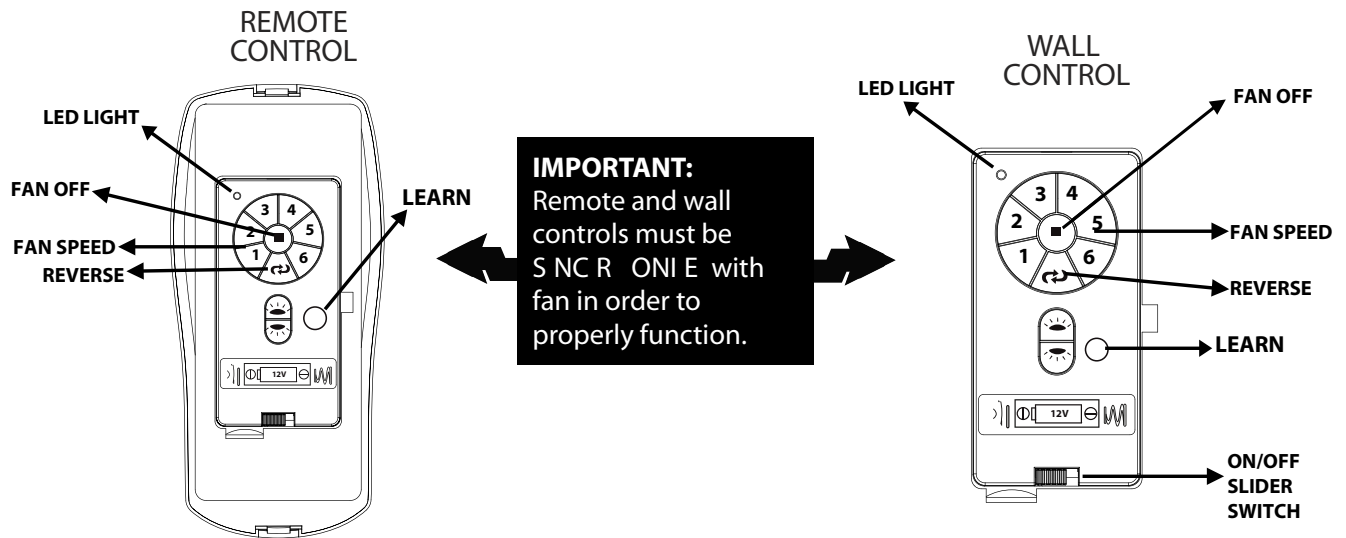 REMOTE
CONTROL
LED LIGHT
FAN OFF
FAN SPEED
REVERSE
LEARN
1
2
3
4
5
6
12V
IMPORTANT:
Remote and wall
controls must be
S NC R ONI E with
fan in order to
properly function.
WALL
CONTROL
LED LIGHT
FAN OFF
FAN SPEED
REVERSE
LEARN
ON/OFF
SLIDER
SWITCH
1
2
3
4
5
6
12V